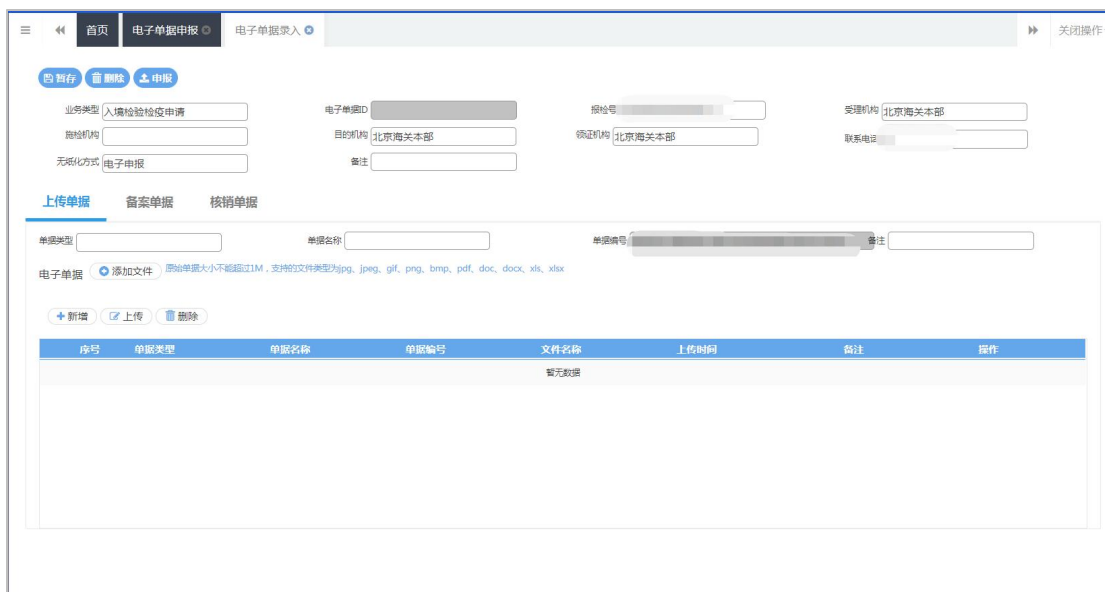 首页 电子单据申报 电子单据录入 关闭操作
暂存 删除 申报
业务类型 入境检验检疫申请 电子单据ID 报检号 受理机构 北京海关本部
施检机构 目的机构 北京海关本部 领证机构 北京海关本部 联系电话
无纸化方式 电子申报 备注
上传单据 备案单据 核销单据
单据类型 单据名称 单据编号 备注
电子单据 添加文件 原始单据大小不能超过1M，支持的文件类型为jpg、jpeg、gif、png、bmp、pdf、doc、docx、xls、xlsx
新增 上传 删除
序号 单据类型 单据名称 单据编号 文件名称 上传时间 备注 操作
暂无数据